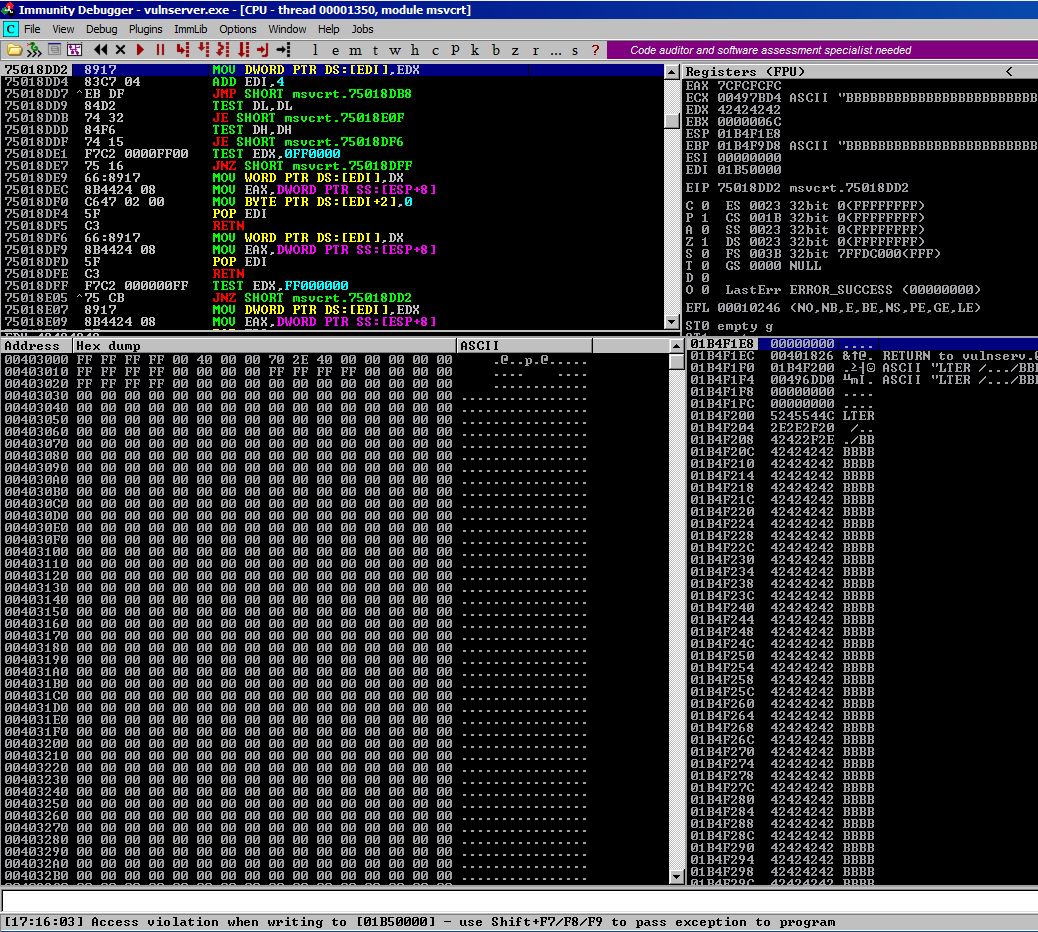 Immunity Debugger - vulnserver.exe - [CPU - thread 00001350, module msvcrt]
C File View Debug Plugins ImmLib Options Window Help Jobs
l e m t w h c P k b z r ... s ? Code auditor and software assessment specialist needed
75018DD2 8917 MOV DWORD PTR DS:[EDI],EDX
75018DD4 83C7 04 ADD EDI,4
75018DD7 ^EB DF JMP SHORT msvcrt.75018DB8
75018DD9 84D2 TEST DL,DL
75018DDB 74 32 JE SHORT msvcrt.75018E0F
75018DDD 84F6 TEST DH,DH
75018DDF 74 15 JE SHORT msvcrt.75018DF6
75018DE1 F7C2 0000FF00 TEST EDX,0FF0000
75018DE7 75 16 JNZ SHORT msvcrt.75018DFF
75018DE9 66:8917 MOV WORD PTR DS:[EDI],DX
75018DEC 8B4424 08 MOV EAX,DWORD PTR SS:[ESP+8]
75018DF0 C647 02 00 MOV BYTE PTR DS:[EDI+2],0
75018DF4 5F POP EDI
75018DF5 C3 RETN
75018DF6 66:8917 MOV WORD PTR DS:[EDI],DX
75018DF9 8B4424 08 MOV EAX,DWORD PTR SS:[ESP+8]
75018DFD 5F POP EDI
75018DFE C3 RETN
75018DFF F7C2 000000FF TEST EDX,FF000000
75018E05 ^75 CB JNZ SHORT msvcrt.75018DD2
75018E07 8917 MOV DWORD PTR DS:[EDI],EDX
75018E09 8B4424 08 MOV EAX,DWORD PTR SS:[ESP+8]
Registers (FPU) <
EAX 7CFCFCFC
ECX 00497BD4 ASCII "BBBBBBBBBBBBBBBBBBBBBBBBBB
EDX 42424242
EBX 0000006C
ESP 01B4F1E8
EBP 01B4F9D8 ASCII "BBBBBBBBBBBBBBBBBBBBBBBBBB
ESI 00000000
EDI 01B50000
EIP 75018DD2 msvcrt.75018DD2
C 0 ES 0023 32bit 0(FFFFFFFF)
P 1 CS 001B 32bit 0(FFFFFFFF)
A 0 SS 0023 32bit 0(FFFFFFFF)
Z 1 DS 0023 32bit 0(FFFFFFFF)
S 0 FS 003B 32bit 7FFDC000(FFF)
T 0 GS 0000 NULL
D 0
O 0 LastErr ERROR_SUCCESS (00000000)
EFL 00010246 (NO,NB,E,BE,NS,PE,GE,LE)
ST0 empty g
Address Hex dump ASCII
00403000 FF FF FF FF 00 40 00 00 70 2E 40 00 00 00 00 00 .@..p.@.....
00403010 FF FF FF FF 00 00 00 00 FF FF FF FF 00 00 00 00 .... ....
00403020 FF FF FF FF 00 00 00 00 00 00 00 00 00 00 00 00 ............
00403030 00 00 00 00 00 00 00 00 00 00 00 00 00 00 00 00 ................
00403040 00 00 00 00 00 00 00 00 00 00 00 00 00 00 00 00 ................
00403050 00 00 00 00 00 00 00 00 00 00 00 00 00 00 00 00 ................
00403060 00 00 00 00 00 00 00 00 00 00 00 00 00 00 00 00 ................
00403070 00 00 00 00 00 00 00 00 00 00 00 00 00 00 00 00 ................
00403080 00 00 00 00 00 00 00 00 00 00 00 00 00 00 00 00 ................
00403090 00 00 00 00 00 00 00 00 00 00 00 00 00 00 00 00 ................
004030A0 00 00 00 00 00 00 00 00 00 00 00 00 00 00 00 00 ................
004030B0 00 00 00 00 00 00 00 00 00 00 00 00 00 00 00 00 ................
004030C0 00 00 00 00 00 00 00 00 00 00 00 00 00 00 00 00 ................
004030D0 00 00 00 00 00 00 00 00 00 00 00 00 00 00 00 00 ................
004030E0 00 00 00 00 00 00 00 00 00 00 00 00 00 00 00 00 ................
004030F0 00 00 00 00 00 00 00 00 00 00 00 00 00 00 00 00 ................
00403100 00 00 00 00 00 00 00 00 00 00 00 00 00 00 00 00 ................
00403110 00 00 00 00 00 00 00 00 00 00 00 00 00 00 00 00 ................
00403120 00 00 00 00 00 00 00 00 00 00 00 00 00 00 00 00 ................
00403130 00 00 00 00 00 00 00 00 00 00 00 00 00 00 00 00 ................
00403140 00 00 00 00 00 00 00 00 00 00 00 00 00 00 00 00 ................
00403150 00 00 00 00 00 00 00 00 00 00 00 00 00 00 00 00 ................
00403160 00 00 00 00 00 00 00 00 00 00 00 00 00 00 00 00 ................
00403170 00 00 00 00 00 00 00 00 00 00 00 00 00 00 00 00 ................
00403180 00 00 00 00 00 00 00 00 00 00 00 00 00 00 00 00 ................
00403190 00 00 00 00 00 00 00 00 00 00 00 00 00 00 00 00 ................
004031A0 00 00 00 00 00 00 00 00 00 00 00 00 00 00 00 00 ................
004031B0 00 00 00 00 00 00 00 00 00 00 00 00 00 00 00 00 ................
004031C0 00 00 00 00 00 00 00 00 00 00 00 00 00 00 00 00 ................
004031D0 00 00 00 00 00 00 00 00 00 00 00 00 00 00 00 00 ................
004031E0 00 00 00 00 00 00 00 00 00 00 00 00 00 00 00 00 ................
004031F0 00 00 00 00 00 00 00 00 00 00 00 00 00 00 00 00 ................
00403200 00 00 00 00 00 00 00 00 00 00 00 00 00 00 00 00 ................
00403210 00 00 00 00 00 00 00 00 00 00 00 00 00 00 00 00 ................
00403220 00 00 00 00 00 00 00 00 00 00 00 00 00 00 00 00 ................
00403230 00 00 00 00 00 00 00 00 00 00 00 00 00 00 00 00 ................
00403240 00 00 00 00 00 00 00 00 00 00 00 00 00 00 00 00 ................
00403250 00 00 00 00 00 00 00 00 00 00 00 00 00 00 00 00 ................
00403260 00 00 00 00 00 00 00 00 00 00 00 00 00 00 00 00 ................
00403270 00 00 00 00 00 00 00 00 00 00 00 00 00 00 00 00 ................
00403280 00 00 00 00 00 00 00 00 00 00 00 00 00 00 00 00 ................
00403290 00 00 00 00 00 00 00 00 00 00 00 00 00 00 00 00 ................
004032A0 00 00 00 00 00 00 00 00 00 00 00 00 00 00 00 00 ................
004032B0 00 00 00 00 00 00 00 00 00 00 00 00 00 00 00 00 ................
01B4F1E8 00000000 ....
01B4F1EC 00401826 &↑@. RETURN to vulnserv.0
01B4F1F0 01B4F200 .≥┤☺ ASCII "LTER /.../BBB
01B4F1F4 00496DD0 ╨mI. ASCII "LTER /.../BBB
01B4F1F8 00000000 ....
01B4F1FC 00000000 ....
01B4F200 5245544C LTER
01B4F204 2E2E2F20 /..
01B4F208 42422F2E ./BB
01B4F20C 42424242 BBBB
01B4F210 42424242 BBBB
01B4F214 42424242 BBBB
01B4F218 42424242 BBBB
01B4F21C 42424242 BBBB
01B4F220 42424242 BBBB
01B4F224 42424242 BBBB
01B4F228 42424242 BBBB
01B4F22C 42424242 BBBB
01B4F230 42424242 BBBB
01B4F234 42424242 BBBB
01B4F238 42424242 BBBB
01B4F23C 42424242 BBBB
01B4F240 42424242 BBBB
01B4F244 42424242 BBBB
01B4F248 42424242 BBBB
01B4F24C 42424242 BBBB
01B4F250 42424242 BBBB
01B4F254 42424242 BBBB
01B4F258 42424242 BBBB
01B4F25C 42424242 BBBB
01B4F260 42424242 BBBB
01B4F264 42424242 BBBB
01B4F268 42424242 BBBB
01B4F26C 42424242 BBBB
01B4F270 42424242 BBBB
01B4F274 42424242 BBBB
01B4F278 42424242 BBBB
01B4F27C 42424242 BBBB
01B4F280 42424242 BBBB
01B4F284 42424242 BBBB
01B4F288 42424242 BBBB
01B4F28C 42424242 BBBB
01B4F290 42424242 BBBB
01B4F294 42424242 BBBB
01B4F298 42424242 BBBB
01B4F29C 42424242 BBBB
[17:16:03] Access violation when writing to [01B50000] - use Shift+F7/F8/F9 to pass exception to program